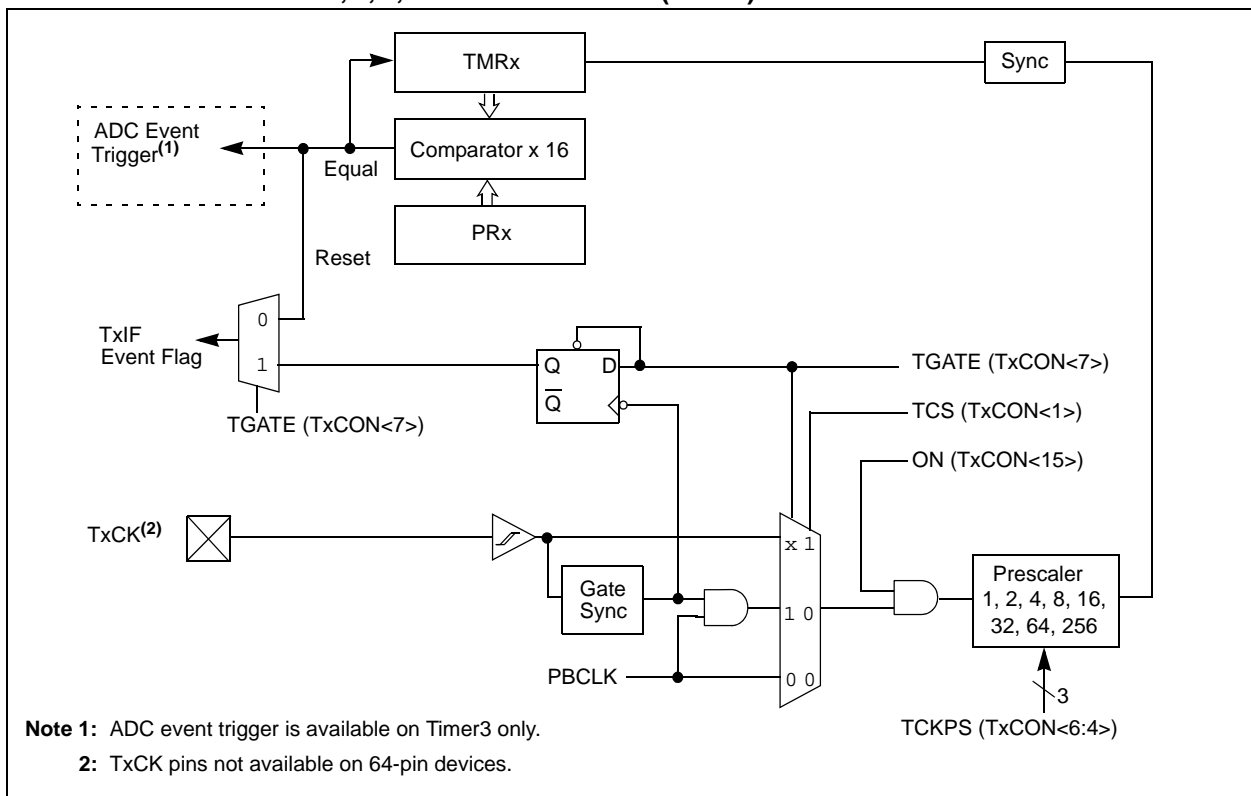 TMRx
Sync
ADC Event
Trigger(1)
Equal
Comparator x 16
PRx
Reset
0
1
TxIF
Event Flag
TGATE (TxCON<7>)
Q D
Q
TGATE (TxCON<7>)
TCS (TxCON<1>)
ON (TxCON<15>)
TxCK(2)
x 1
Gate
Sync
1 0
PBCLK
0 0
Prescaler
1, 2, 4, 8, 16,
32, 64, 256
3
TCKPS (TxCON<6:4>)
Note 1: ADC event trigger is available on Timer3 only.
2: TxCK pins not available on 64-pin devices.